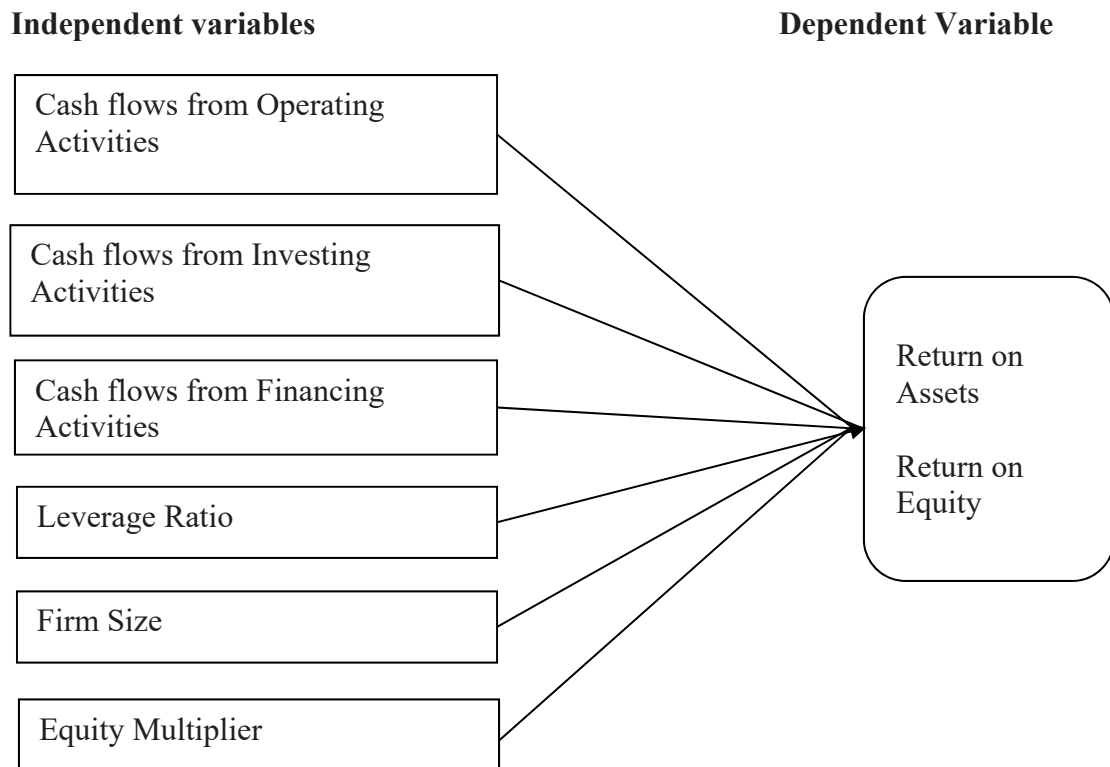 Independent variables
Dependent Variable
Cash flows from Operating
Activities
Cash flows from Investing
Activities
Cash flows from Financing
Activities
Leverage Ratio
Firm Size
Equity Multiplier
Return on
Assets
Return on
Equity